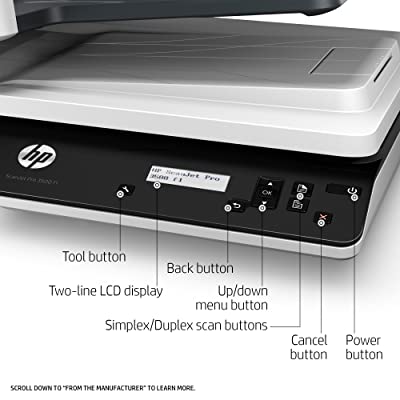 hp
ScanJet Pro 3500 f1
HP ScanJet Pro
3500 f1
OK
Tool button
Back button
Two-line LCD display
Up/down
menu button
Simplex/Duplex scan buttons
Cancel
button
Power
button
SCROLL DOWN TO "FROM THE MANUFACTURER" TO LEARN MORE.